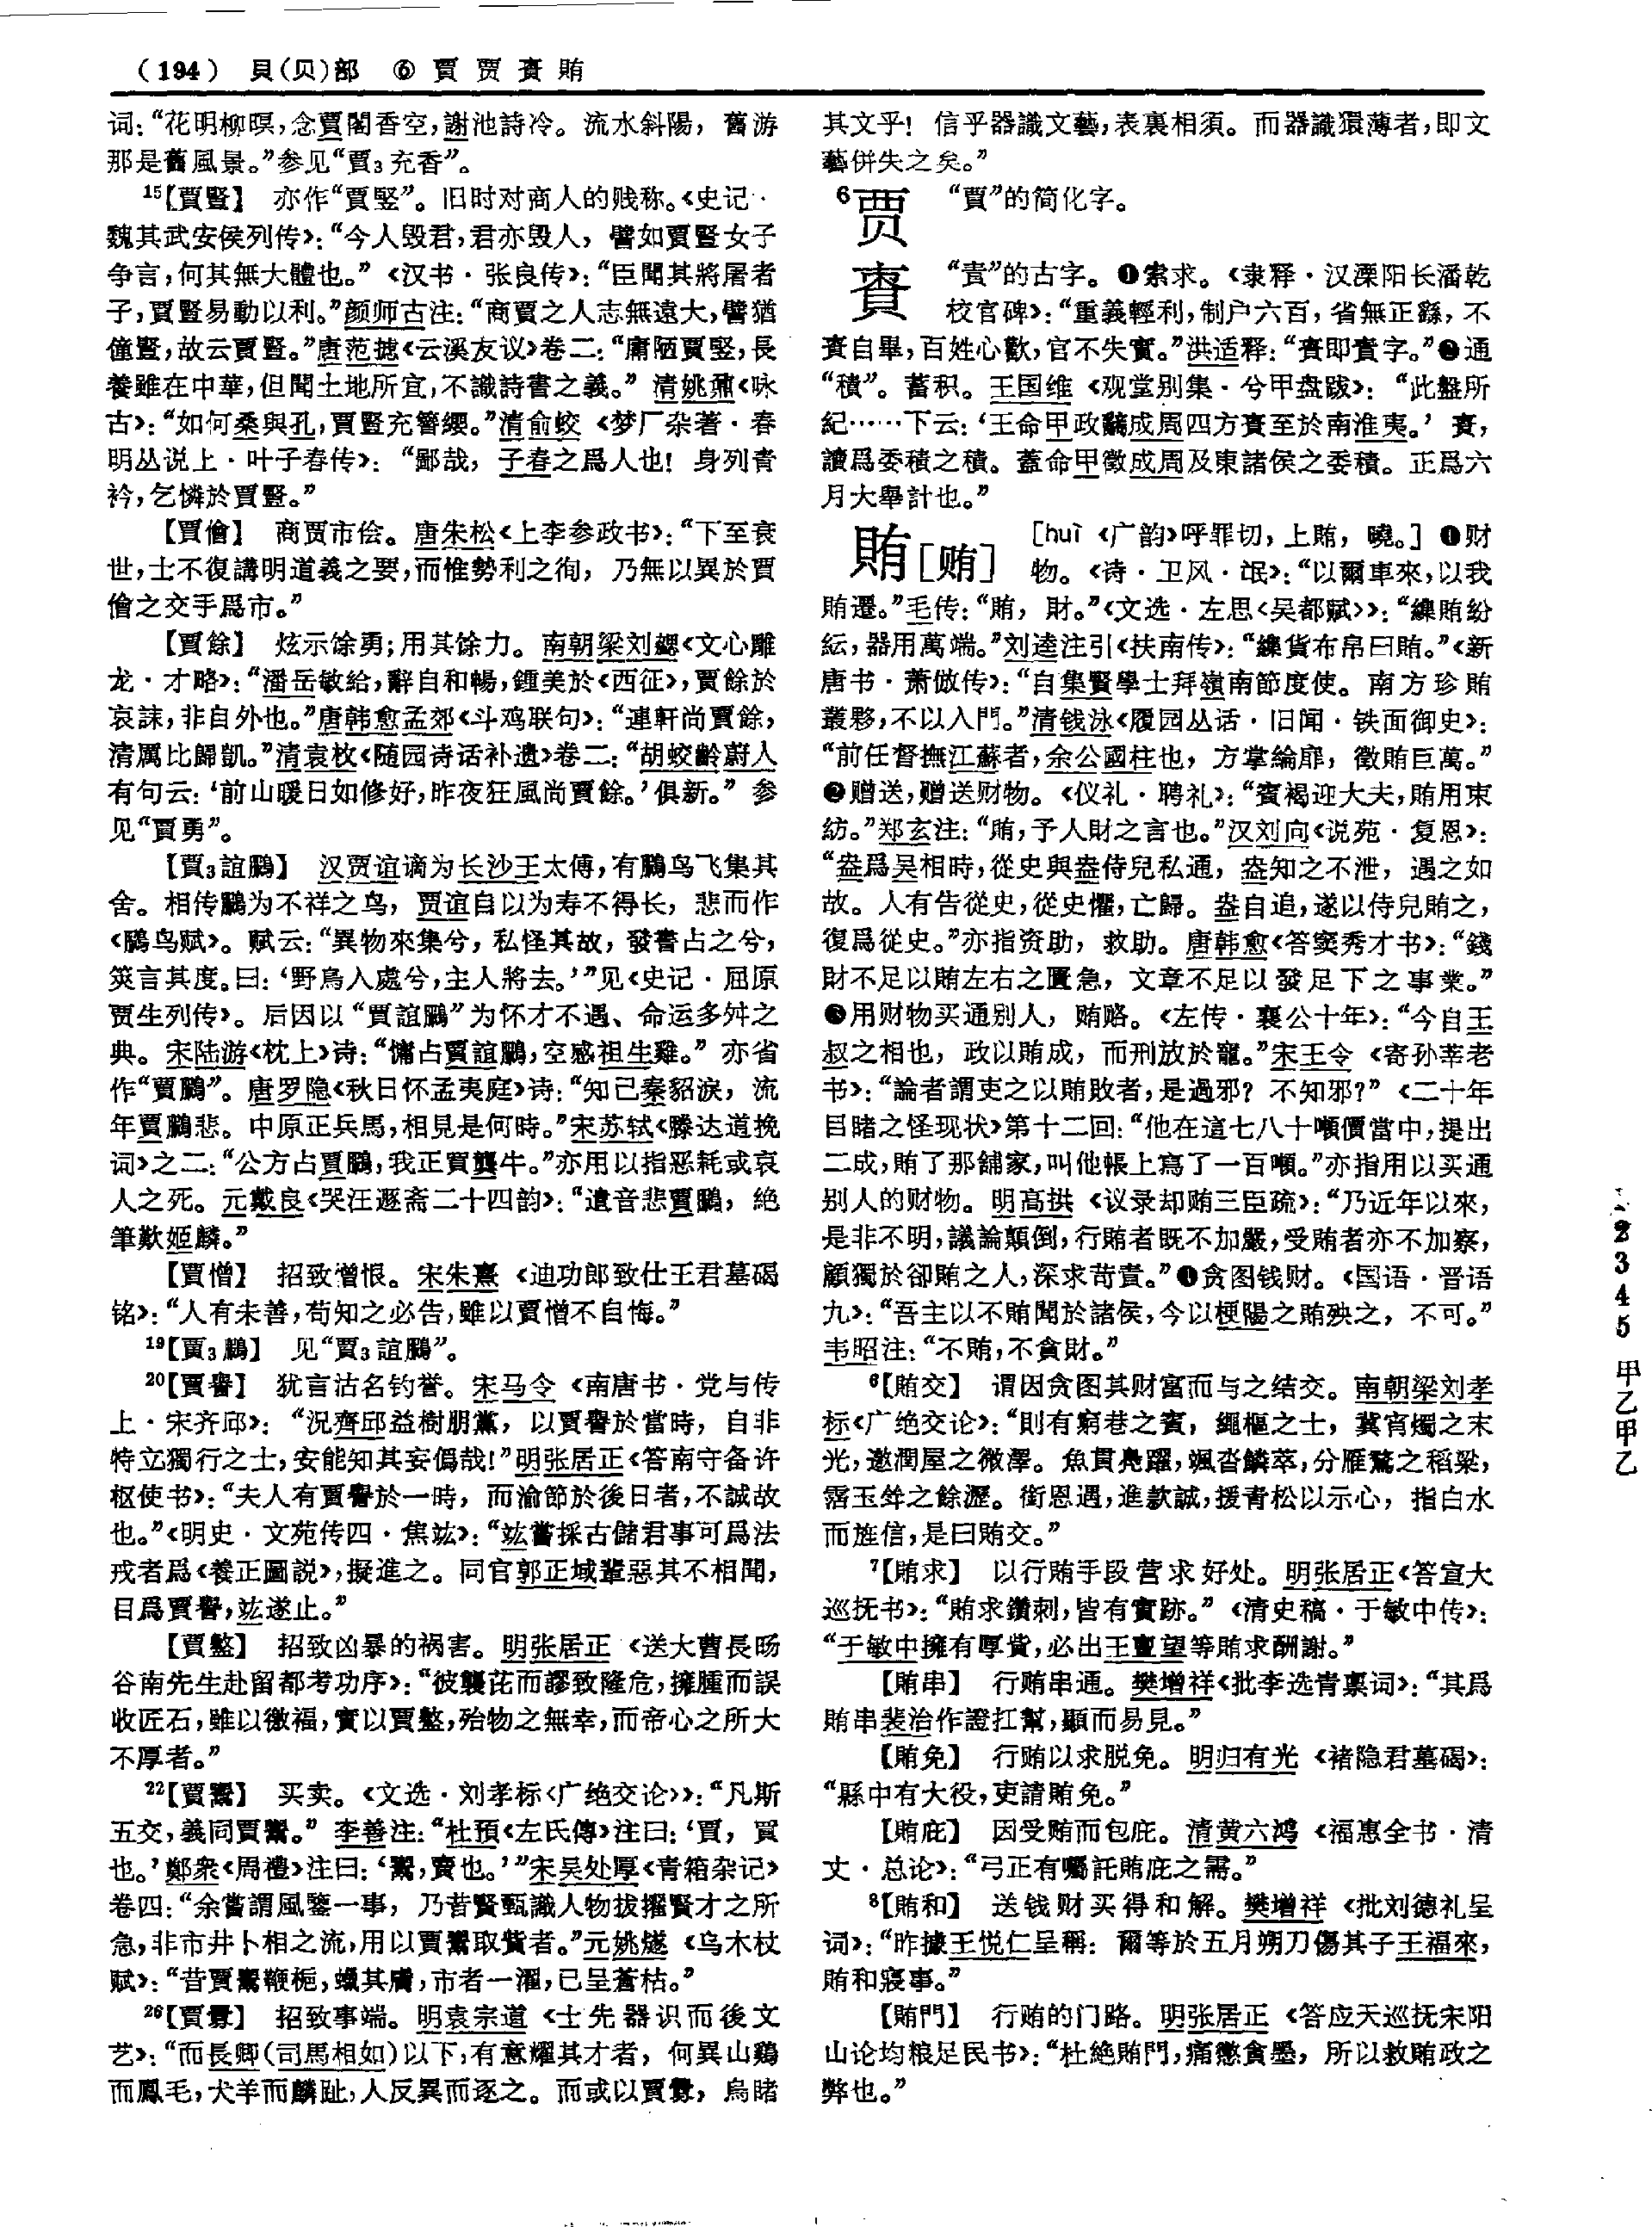 (194) 貝(贝)部 ⑥ 賈 贾 賫 賄
词：“花明柳暝，念賈閣香空，謝池詩冷。流水斜陽，舊游
那是舊風景。”参见“賈₃充香”。
¹⁵【賈豎】 亦作“賈竪”。旧时对商人的贱称。《史记·
魏其武安侯列传》：“今人毁君，君亦毁人，譬如賈豎女子
争言，何其無大體也。”《汉书·张良传》：“臣聞其將屠者
子，賈豎易動以利。”颜师古注：“商賈之人志無遠大，譬猶
僮豎，故云賈豎。”唐范摅《云溪友议》卷二：“庸陋賈竪，長
養雖在中華，但聞土地所宜，不識詩書之義。”清姚鼐《咏
古》：“如何桑與孔，賈豎充簪纓。”清俞蛟《梦厂杂著·春
明丛说上·叶子春传》：“鄙哉，子春之爲人也！身列青
衿，乞憐於賈豎。”
【賈儈】 商贾市侩。唐朱松《上李参政书》：“下至衰
世，士不復講明道義之要，而惟勢利之徇，乃無以異於賈
儈之交手爲市。”
【賈餘】 炫示馀勇；用其馀力。南朝梁刘勰《文心雕
龙·才略》：“潘岳敏給，辭自和暢，鍾美於《西征》，賈餘於
哀誄，非自外也。”唐韩愈孟郊《斗鸡联句》：“連軒尚賈餘，
清厲比歸凱。”清袁枚《随园诗话补遗》卷二：“胡蛟齡蔚人
有句云：‘前山暖日如修好，昨夜狂風尚賈餘。’俱新。”参
见“賈勇”。
【賈₃誼鵩】 汉贾谊谪为长沙王太傅，有鵩鸟飞集其
舍。相传鵩为不祥之鸟，贾谊自以为寿不得长，悲而作
《鵩鸟赋》。赋云：“異物來集兮，私怪其故，發書占之兮，
筴言其度。曰：‘野鳥入處兮，主人將去。’”见《史记·屈原
贾生列传》。后因以“賈誼鵩”为怀才不遇、命运多舛之
典。宋陆游《枕上》诗：“慵占賈誼鵩，空感祖生雞。”亦省
作“賈鵩”。唐罗隐《秋日怀孟夷庭》诗：“知己秦貂淚，流
年賈鵩悲。中原正兵馬，相見是何時。”宋苏轼《滕达道挽
词》之二：“公方占賈鵩，我正買龔牛。”亦用以指恶耗或哀
人之死。元戴良《哭汪遯斋二十四韵》：“遺音悲賈鵩，絶
筆歎姬麟。”
【賈憎】 招致憎恨。宋朱熹《迪功郎致仕王君墓碣
铭》：“人有未善，苟知之必告，雖以賈憎不自悔。”
¹⁹【賈₃鵩】 见“賈₃誼鵩”。
²⁰【賈譽】 犹言沽名钓誉。宋马令《南唐书·党与传
上·宋齐邱》：“況齊邱益樹朋黨，以賈譽於當時，自非
特立獨行之士，安能知其妄僞哉！”明张居正《答南守备许
枢使书》：“夫人有賈譽於一時，而渝節於後日者，不誠故
也。”《明史·文苑传四·焦竑》：“竑嘗採古儲君事可爲法
戒者爲《養正圖説》，擬進之。同官郭正域輩惡其不相聞，
目爲賈譽，竑遂止。”
【賈盭】 招致凶暴的祸害。明张居正《送大曹長旸
谷南先生赴留都考功序》：“彼襲花而謬致隆危，擁腫而誤
收匠石，雖以徼福，實以賈盭，殆物之無幸，而帝心之所大
不厚者。”
²²【賈鬻】 买卖。《文选·刘孝标〈广绝交论〉》：“凡斯
五交，義同賈鬻。”李善注：“杜預《左氏傳》注曰：‘賈，買
也。’鄭衆《周禮》注曰：‘鬻，賣也。’”宋吴处厚《青箱杂记》
卷四：“余嘗謂風鑒一事，乃昔賢甄識人物拔擢賢才之所
急，非市井卜相之流，用以賈鬻取貲者。”元姚燧《乌木杖
赋》：“昔賈鬻鞭梔，蠟其膚，市者一濯，已呈蒼枯。”
²⁶【賈釁】 招致事端。明袁宗道《士先器识而後文
艺》：“而長卿(司馬相如)以下，有意耀其才者，何異山鷄
而鳳毛，犬羊而麟趾，人反異而逐之。而或以賈釁，烏睹
其文乎！信乎器識文藝，表裏相須。而器識猥薄者，即文
藝併失之矣。”
⁶贾 “賈”的简化字。
賫 “責”的古字。❶索求。《隶释·汉溧阳长潘乾
校官碑》：“重義輕利，制户六百，省無正繇，不
賫自畢，百姓心歡，官不失實。”洪适释：“賫即責字。”❷通
“積”。蓄积。王国维《观堂别集·兮甲盘跋》：“此盤所
紀……下云：‘王命甲政𤔲成周四方賫至於南淮夷。’賫，
讀爲委積之積。蓋命甲徵成周及東諸侯之委積。正爲六
月大舉計也。”
賄[贿] [huì 《广韵》呼罪切，上賄，曉。]❶财
物。《诗·卫风·氓》：“以爾車來，以我
賄遷。”毛传：“賄，財。”《文选·左思〈吴都赋〉》：“繰賄紛
紜，器用萬端。”刘逵注引《扶南传》：“繰貨布帛曰賄。”《新
唐书·萧倣传》：“自集賢學士拜嶺南節度使。南方珍賄
叢夥，不以入門。”清钱泳《履园丛话·旧闻·铁面御史》：
“前任督撫江蘇者，余公國柱也，方掌綸扉，徵賄巨萬。”
❷赠送，赠送财物。《仪礼·聘礼》：“賓裼迎大夫，賄用束
紡。”郑玄注：“賄，予人財之言也。”汉刘向《说苑·复恩》：
“盎爲吴相時，從史與盎侍兒私通，盎知之不泄，遇之如
故。人有告從史，從史懼，亡歸。盎自追，遂以侍兒賄之，
復爲從史。”亦指资助，救助。唐韩愈《答窦秀才书》：“錢
財不足以賄左右之匱急，文章不足以發足下之事業。”
❸用财物买通别人，贿赂。《左传·襄公十年》：“今自王
叔之相也，政以賄成，而刑放於寵。”宋王令《寄孙莘老
书》：“論者謂吏之以賄敗者，是過邪？不知邪？”《二十年
目睹之怪现状》第十二回：“他在這七八十噸價當中，提出
二成，賄了那舖家，叫他帳上寫了一百噸。”亦指用以买通
别人的财物。明高拱《议录却贿三臣疏》：“乃近年以來，
是非不明，議論顛倒，行賄者既不加嚴，受賄者亦不加察，
顧獨於卻賄之人，深求苛責。”❹贪图钱财。《国语·晋语
九》：“吾主以不賄聞於諸侯，今以梗陽之賄殃之，不可。”
韦昭注：“不賄，不貪財。”
⁶【賄交】 谓因贪图其财富而与之结交。南朝梁刘孝
标《广绝交论》：“則有窮巷之賓，繩樞之士，冀宵燭之末
光，邀潤屋之微澤。魚貫鳧躍，颯沓鱗萃，分雁鶩之稻粱，
霑玉斝之餘瀝。銜恩遇，進款誠，援青松以示心，指白水
而旌信，是曰賄交。”
⁷【賄求】 以行贿手段营求好处。明张居正《答宣大
巡抚书》：“賄求鑽刺，皆有實跡。”《清史稿·于敏中传》：
“于敏中擁有厚貲，必出王亶望等賄求酬謝。”
【賄串】 行贿串通。樊增祥《批李选青禀词》：“其爲
賄串裴治作證扛幫，顯而易見。”
【賄免】 行贿以求脱免。明归有光《褚隐君墓碣》：
“縣中有大役，吏請賄免。”
【賄庇】 因受贿而包庇。清黄六鸿《福惠全书·清
丈·总论》：“弓正有囑託賄庇之需。”
⁸【賄和】 送钱财买得和解。樊增祥《批刘德礼呈
词》：“昨據王悦仁呈稱：爾等於五月朔刀傷其子王福來，
賄和寢事。”
【賄門】 行贿的门路。明张居正《答应天巡抚宋阳
山论均粮足民书》：“杜絶賄門，痛懲貪墨，所以救賄政之
弊也。”
2345甲乙甲乙